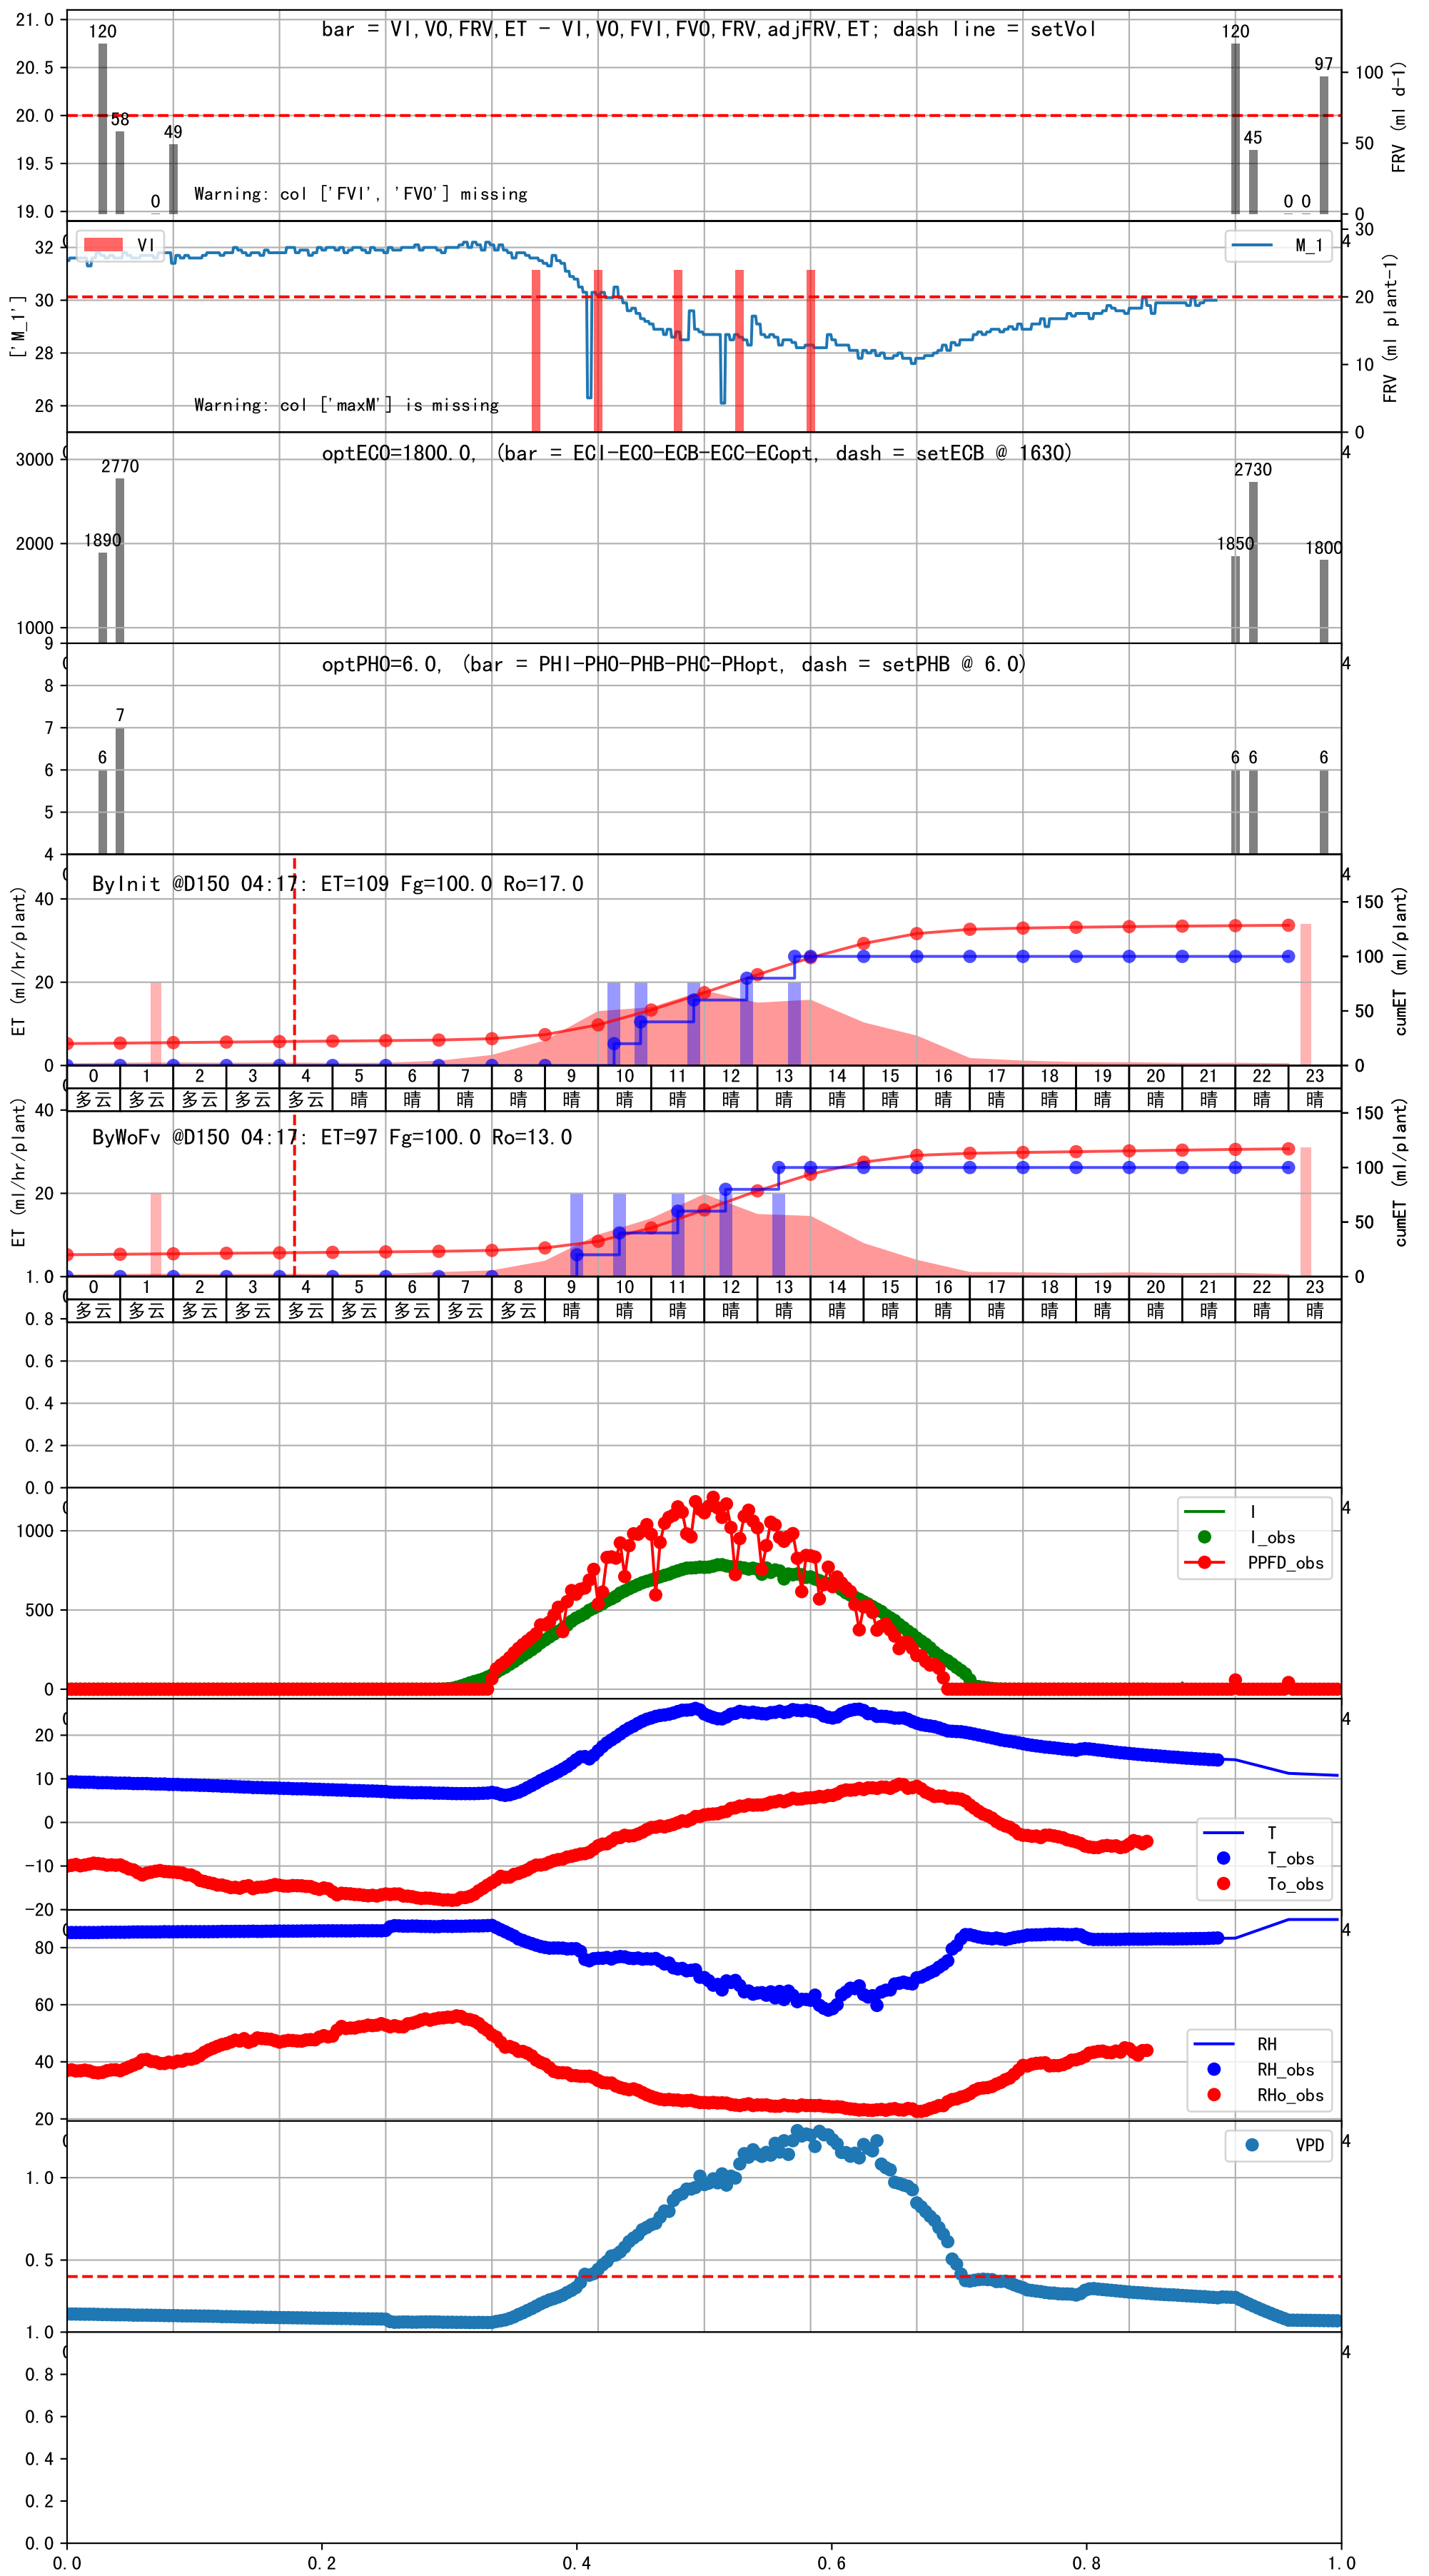 bar = VI,VO,FRV,ET - VI,VO,FVI,FVO,FRV,adjFRV,ET; dash line = setVol
21.0
20.5
20.0
19.5
19.0
120
58
0
49
120
45
0 0
97
Warning: col ['FVI', 'FVO'] missing
100
50
0
FRV (ml d-1)
VI
M_1
['M_1']
32
30
28
26
Warning: col ['maxM'] is missing
4
30
20
10
0
FRV (ml plant-1)
optECO=1800.0, (bar = ECI-ECO-ECB-ECC-ECopt, dash = setECB @ 1630)
3000
2000
1000
1890
2770
1850
2730
1800
4
optPHO=6.0, (bar = PHI-PHO-PHB-PHC-PHopt, dash = setPHB @ 6.0)
9
8
7
6
5
4
6
7
6 6
6
4
ByInit @D150 04:17: ET=109 Fg=100.0 Ro=17.0
ET (ml/hr/plant)
40
20
0
4
150
100
50
0
cumET (ml/plant)
0 1 2 3 4 5 6 7 8 9 10 11 12 13 14 15 16 17 18 19 20 21 22 23
多云 多云 多云 多云 多云 晴 晴 晴 晴 晴 晴 晴 晴 晴 晴 晴 晴 晴 晴 晴 晴 晴 晴 晴
ByWoFv @D150 04:17: ET=97 Fg=100.0 Ro=13.0
ET (ml/hr/plant)
40
20
150
100
50
0
cumET (ml/plant)
0 1 2 3 4 5 6 7 8 9 10 11 12 13 14 15 16 17 18 19 20 21 22 23
多云 多云 多云 多云 多云 多云 多云 多云 多云 晴 晴 晴 晴 晴 晴 晴 晴 晴 晴 晴 晴 晴 晴 晴
1.0
0.8
0.6
0.4
0.2
0.0
1000
500
0
I
I_obs
PPFD_obs
4
20
10
0
-10
-20
T
T_obs
To_obs
4
80
60
40
20
RH
RH_obs
RHo_obs
4
1.0
0.5
VPD
4
1.0
0.8
0.6
0.4
0.2
0.0
4
0.0 0.2 0.4 0.6 0.8 1.0